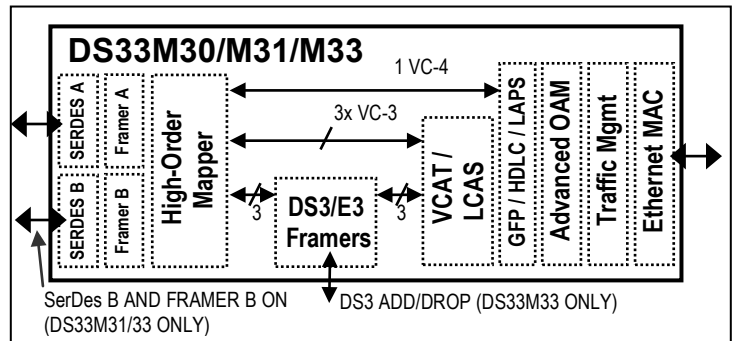 DS33M30/M31/M33
1 VC-4
3x VC-3
SERDES A
Framer A
SERDES B
Framer B
High-Order
Mapper
3
DS3/E3
Framers
3
VCAT /
LCAS
GFP / HDLC / LAPS
Advanced OAM
Traffic Mgmt
Ethernet MAC
SerDes B AND FRAMER B ON
(DS33M31/33 ONLY)
DS3 ADD/DROP (DS33M33 ONLY)